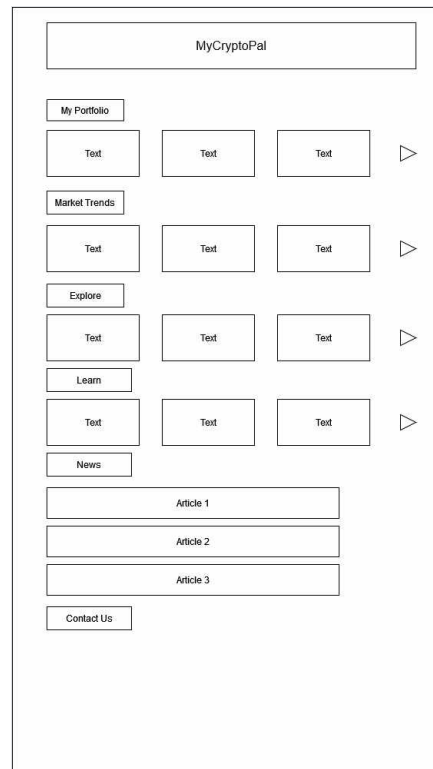 MyCryptoPal
My Portfolio
Text Text Text
Market Trends
Text Text Text
Explore
Text Text Text
Learn
Text Text Text
News
Article 1
Article 2
Article 3
Contact Us